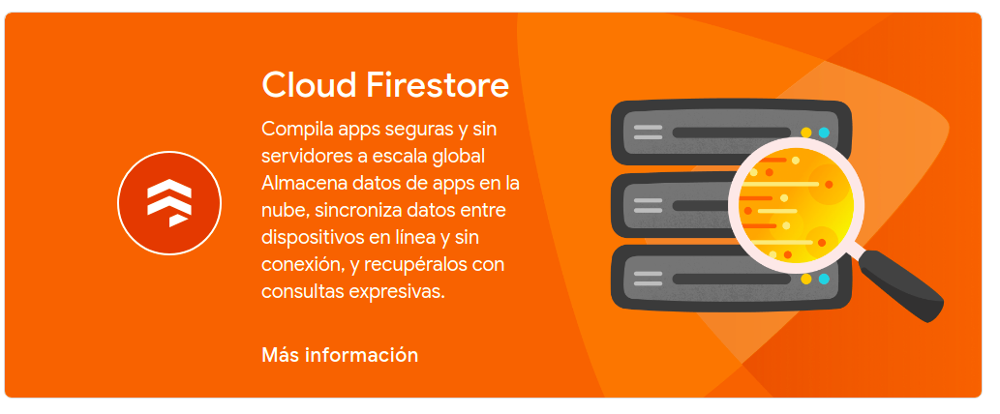 Cloud Firestore
Compila apps seguras y sin
servidores a escala global
Almacena datos de apps en la
nube, sincroniza datos entre
dispositivos en línea y sin
conexión, y recupéralos con
consultas expresivas.
Más información